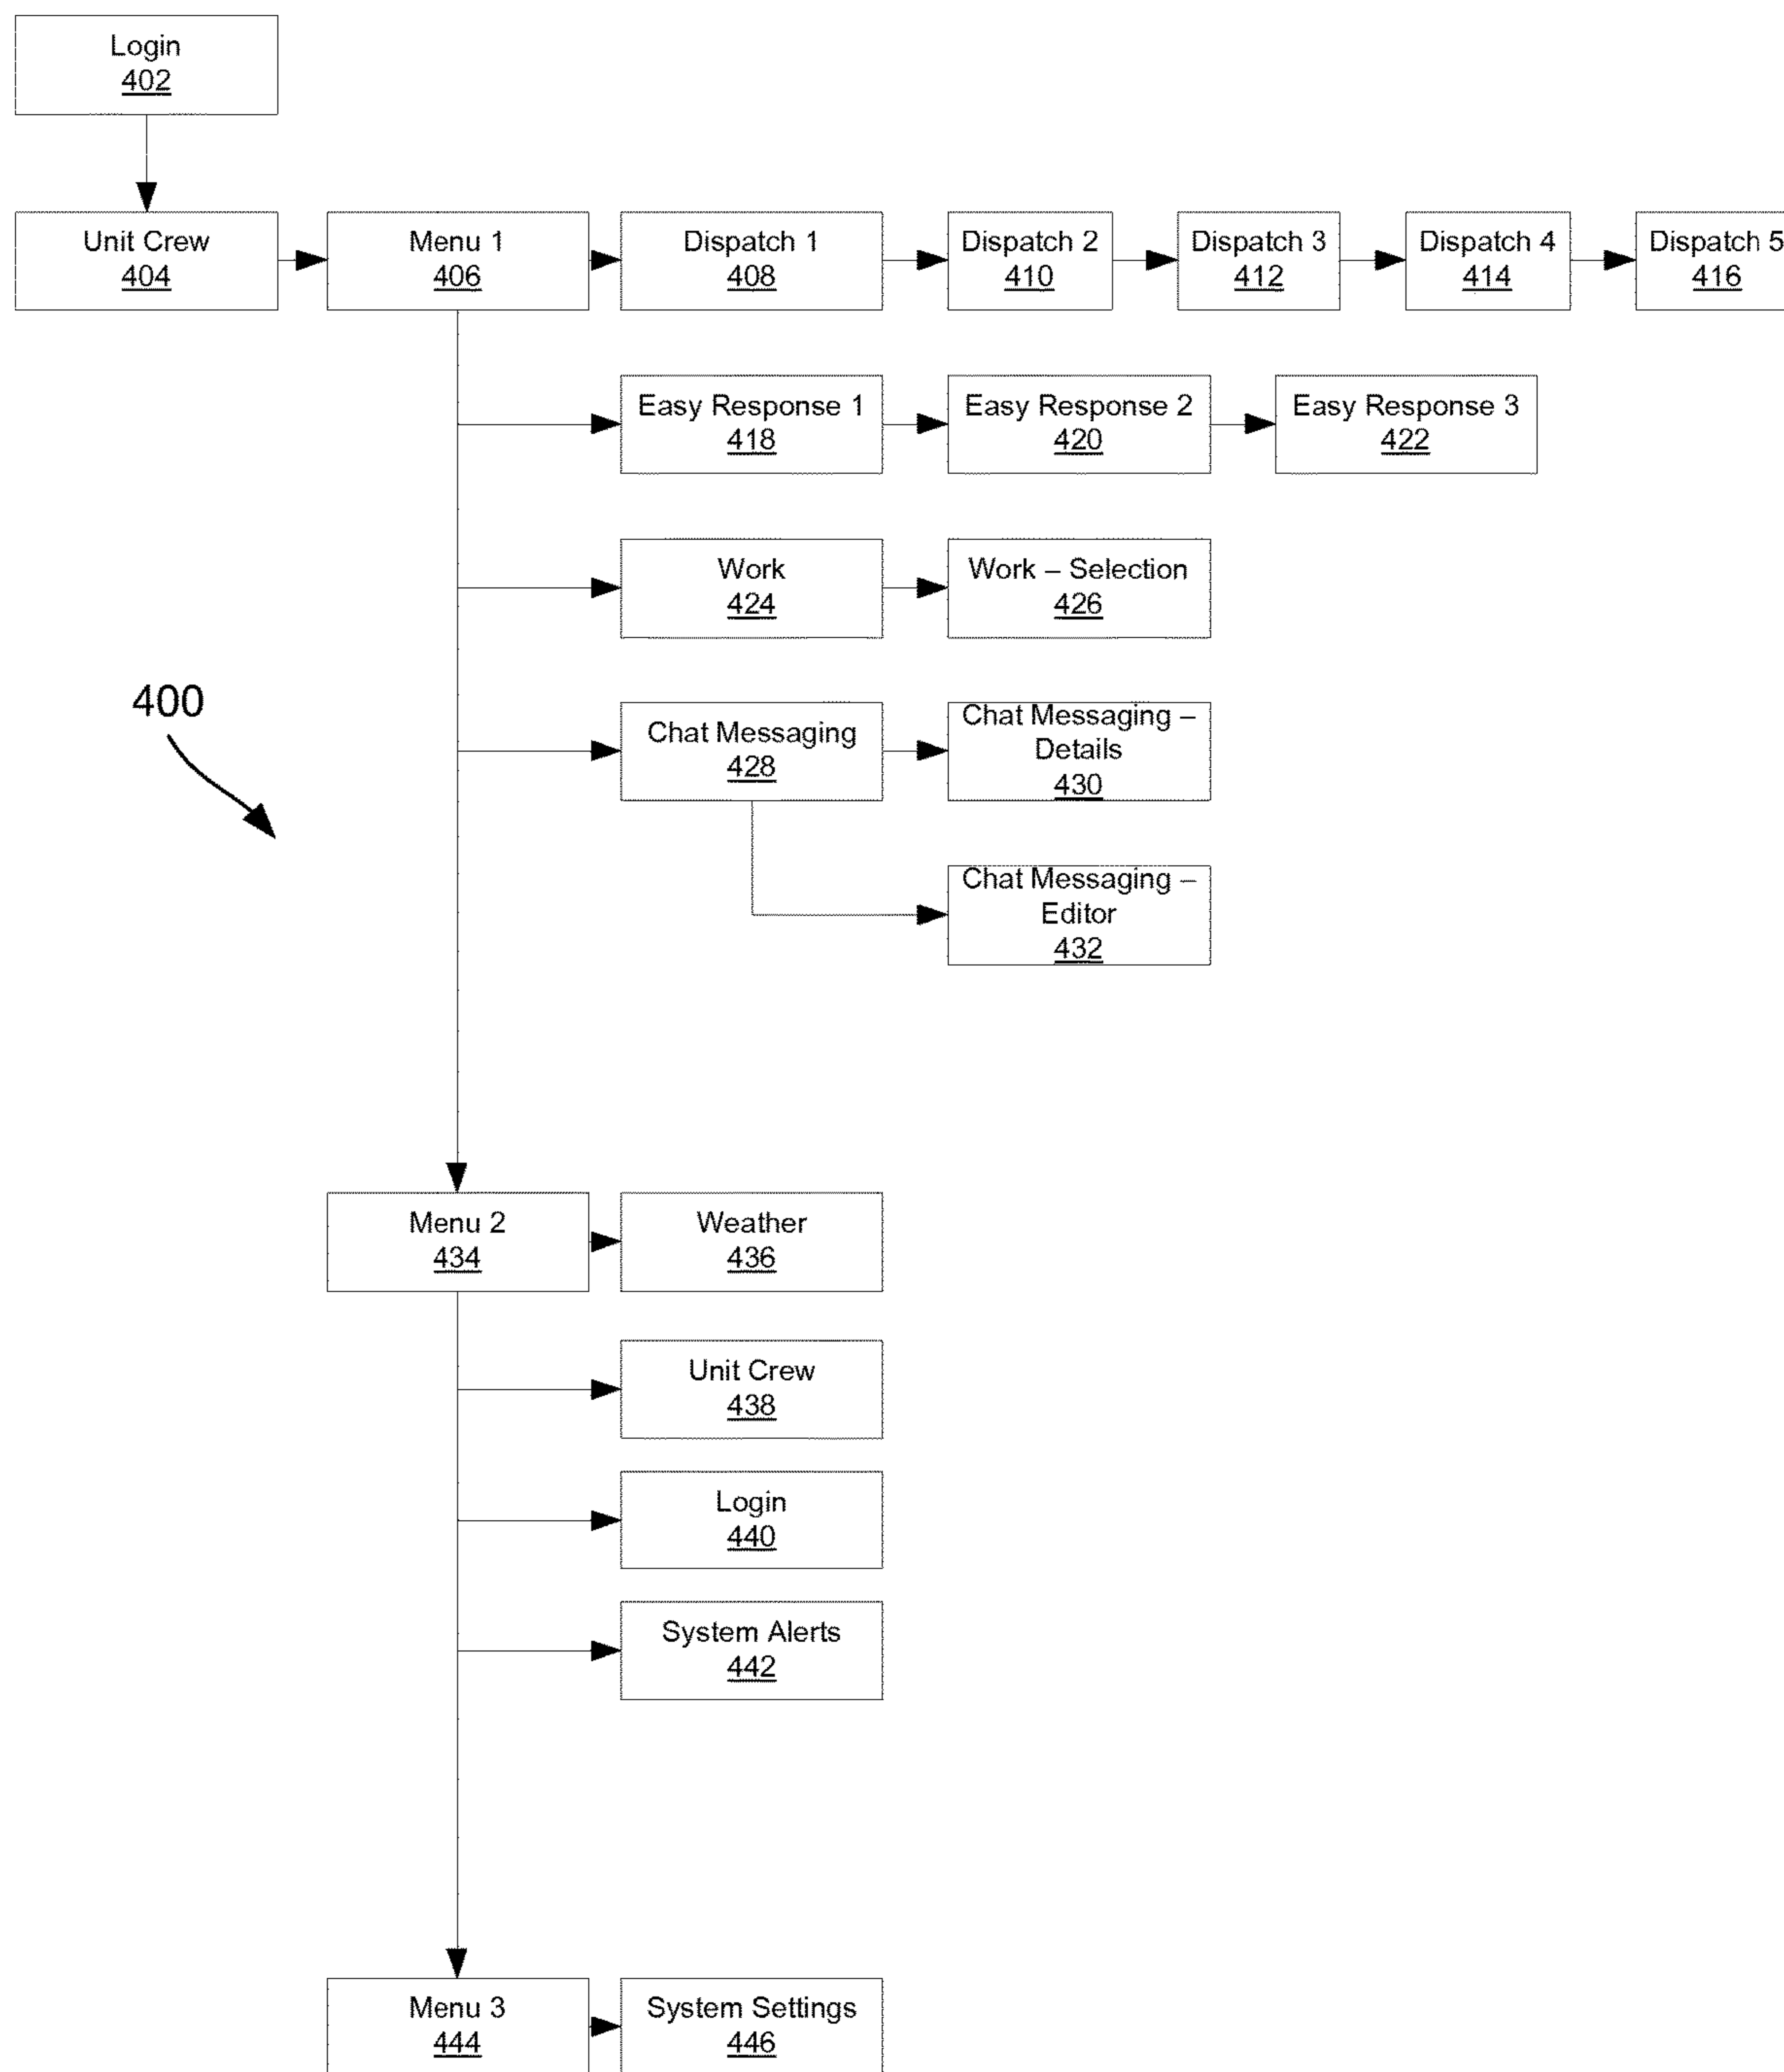 Login
402
Unit Crew
404
Menu 1
406
Dispatch 1
408
Dispatch 2
410
Dispatch 3
412
Dispatch 4
414
Dispatch 5
416
Easy Response 1
418
Easy Response 2
420
Easy Response 3
422
Work
424
Work – Selection
426
400
Chat Messaging
428
Chat Messaging –
Details
430
Chat Messaging –
Editor
432
Menu 2
434
Weather
436
Unit Crew
438
Login
440
System Alerts
442
Menu 3
444
System Settings
446